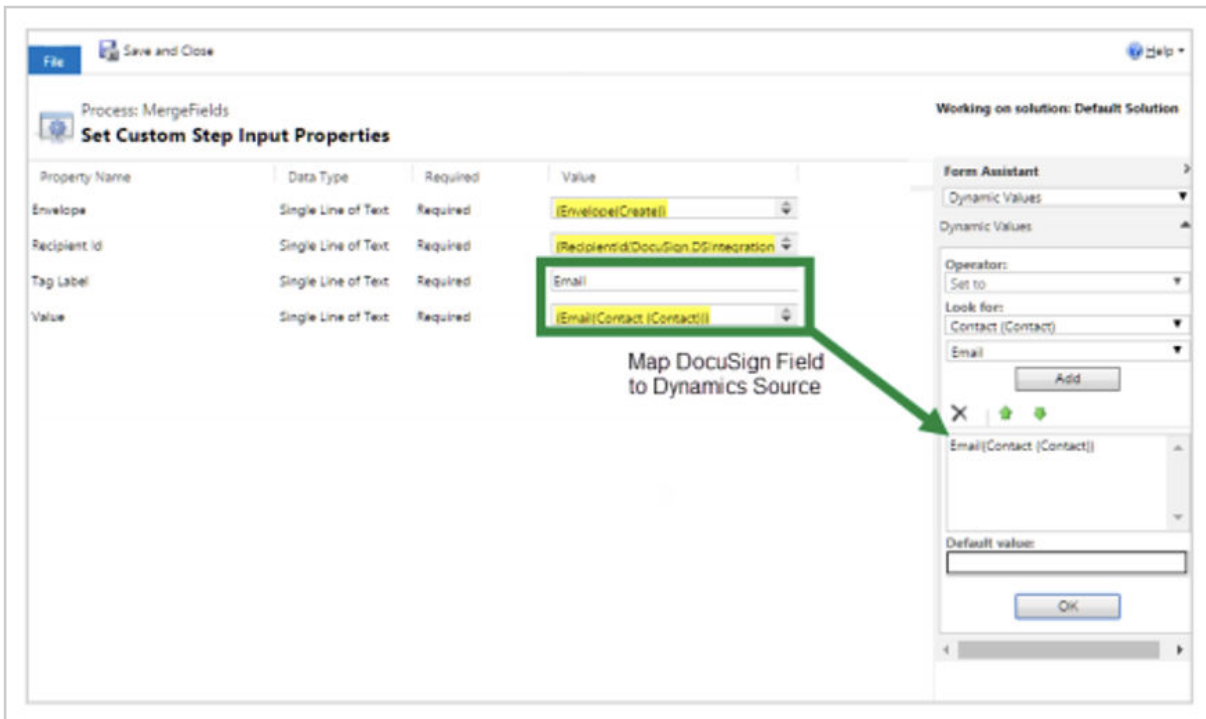 File
Save and Close
Help
Process: MergeFields
Set Custom Step Input Properties
Working on solution: Default Solution
Property Name Data Type Required Value
Envelope Single Line of Text Required {Envelope(Create)}
Recipient Id Single Line of Text Required {RecipientId(DocuSign.DSIntegration
Tag Label Single Line of Text Required Email
Value Single Line of Text Required {Email(Contact (Contact))}
Map DocuSign Field
to Dynamics Source
Form Assistant
Dynamic Values
Dynamic Values
Operator:
Set to
Look for:
Contact (Contact)
Email
Add
Email(Contact (Contact))
Default value:
OK